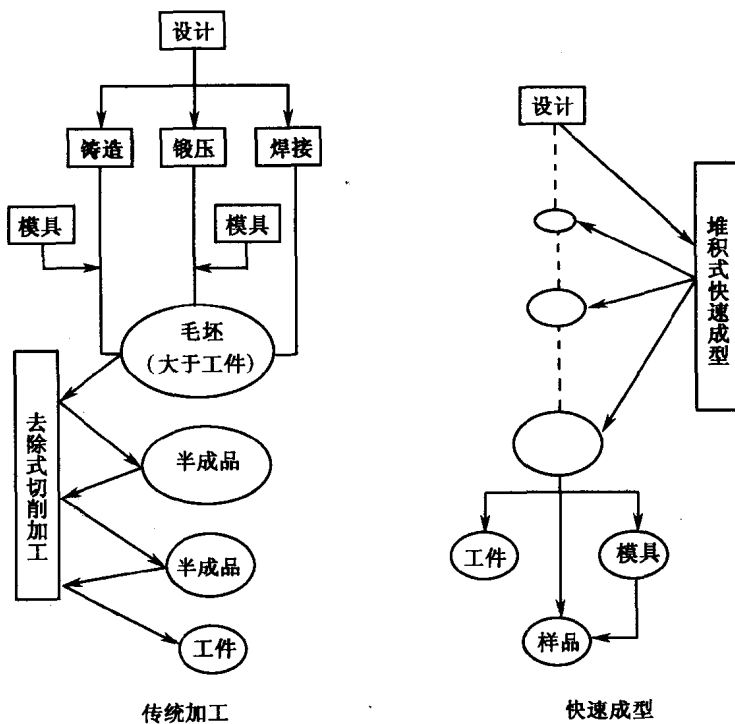 设计
铸造
锻压
焊接
模具
模具
毛坯
（大于工件）
去除式切削加工
半成品
半成品
工件
传统加工
设计
堆积式快速成型
工件
模具
样品
快速成型